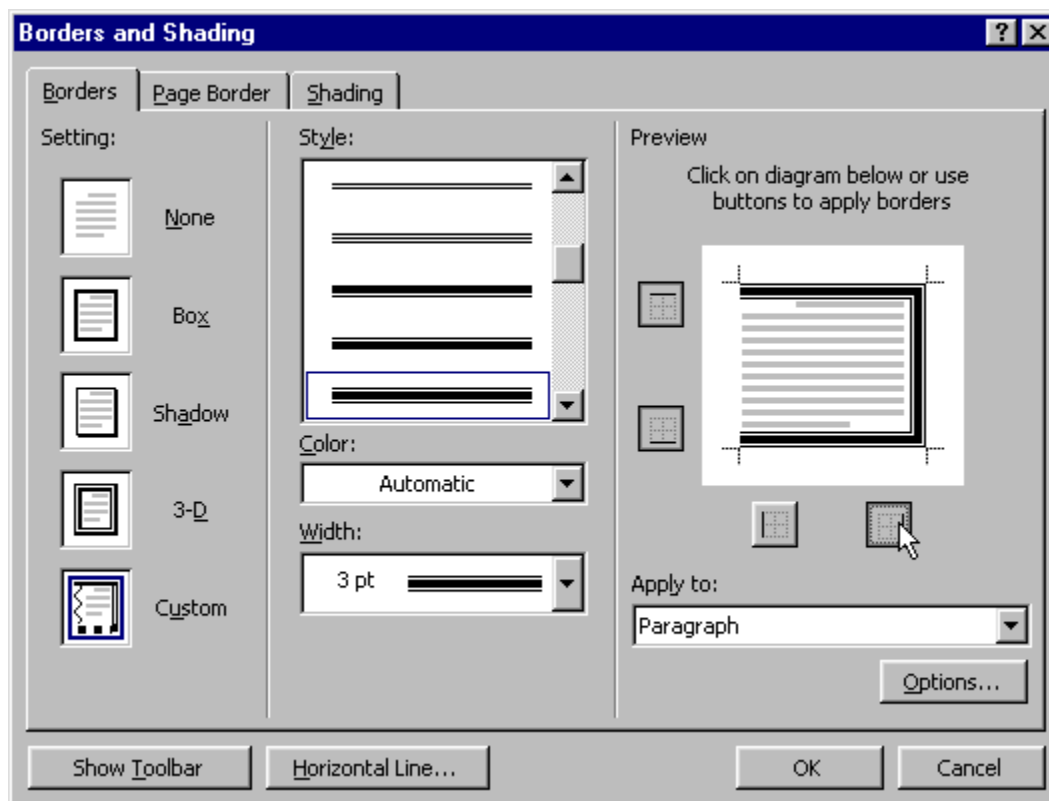 Borders and Shading
Borders
Page Border
Shading
Setting:
None
Box
Shadow
3-D
Custom
Style:
Color:
Automatic
Width:
3 pt
Preview
Click on diagram below or use
buttons to apply borders
Apply to:
Paragraph
Options...
Show Toolbar
Horizontal Line...
OK
Cancel